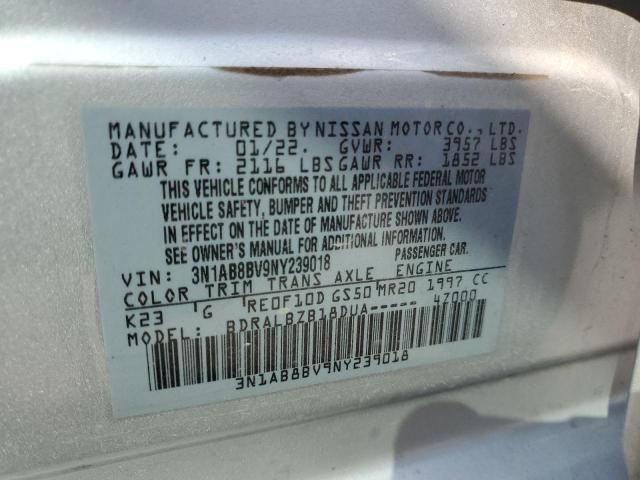 MANUFACTURED BY NISSAN MOTOR CO., LTD.
DATE: 01/22. GVWR: 3957 LBS
GAWR FR: 2116 LBS GAWR RR: 1852 LBS
THIS VEHICLE CONFORMS TO ALL APPLICABLE FEDERAL MOTOR
VEHICLE SAFETY, BUMPER AND THEFT PREVENTION STANDARDS
IN EFFECT ON THE DATE OF MANUFACTURE SHOWN ABOVE.
SEE OWNER'S MANUAL FOR ADDITIONAL INFORMATION.
VIN: 3N1AB8BV9NY239018 PASSENGER CAR.
COLOR TRIM TRANS AXLE ENGINE
K23 G RE0F10D GS50 MR20 1997 CC
MODEL: BDRALBZB18DUA---- 4Z000
3N1AB8BV9NY239018